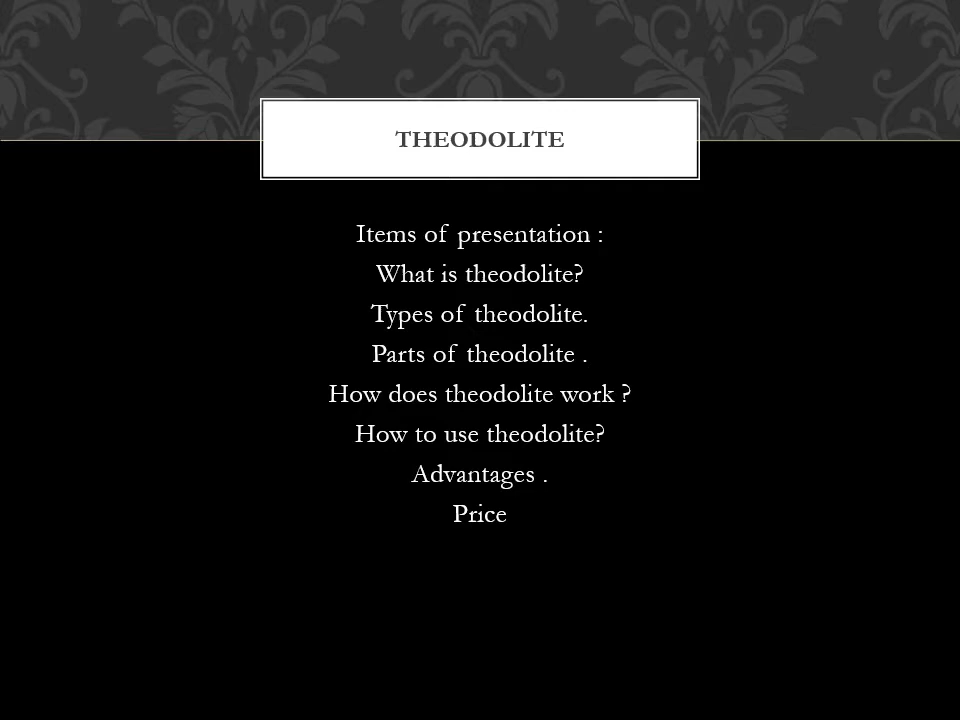 THEODOLITE
Items of presentation :
What is theodolite?
Types of theodolite.
Parts of theodolite .
How does theodolite work ?
How to use theodolite?
Advantages .
Price